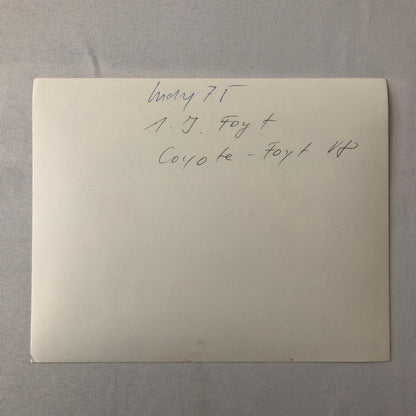 Indy 75
A. J. Foyt
Coyote - Foyt V8